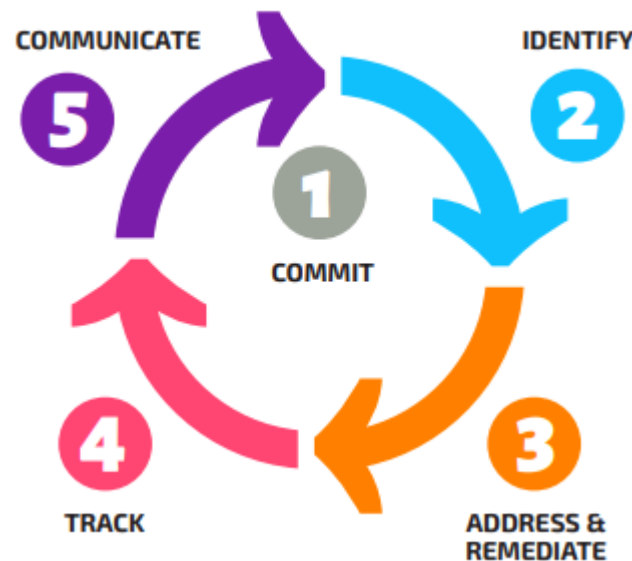 COMMUNICATE
5
IDENTIFY
2
1
COMMIT
4
TRACK
3
ADDRESS &
REMEDIATE